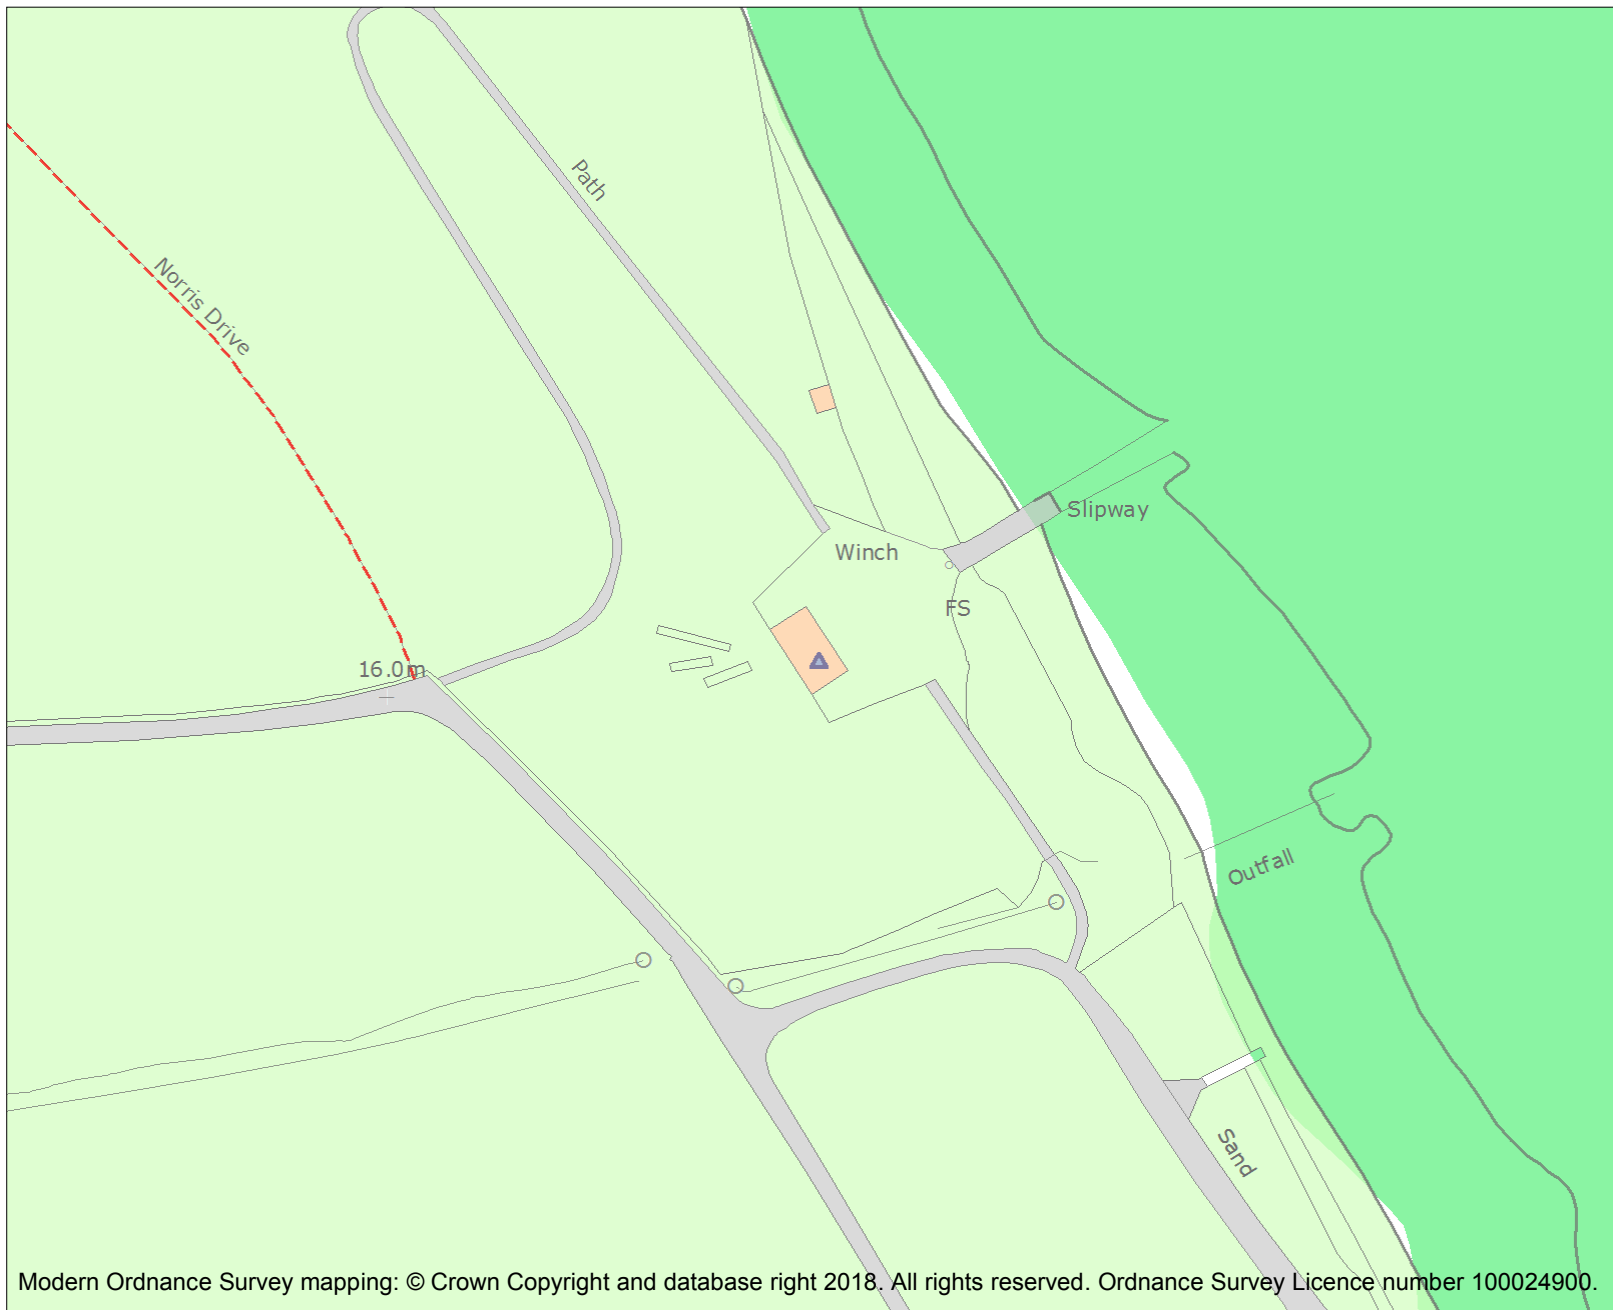 Path
Norris Drive
Slipway
Winch
FS
16.0m
Outfall
Sand
Modern Ordnance Survey mapping: © Crown Copyright and database right 2018. All rights reserved. Ordnance Survey Licence number 100024900.